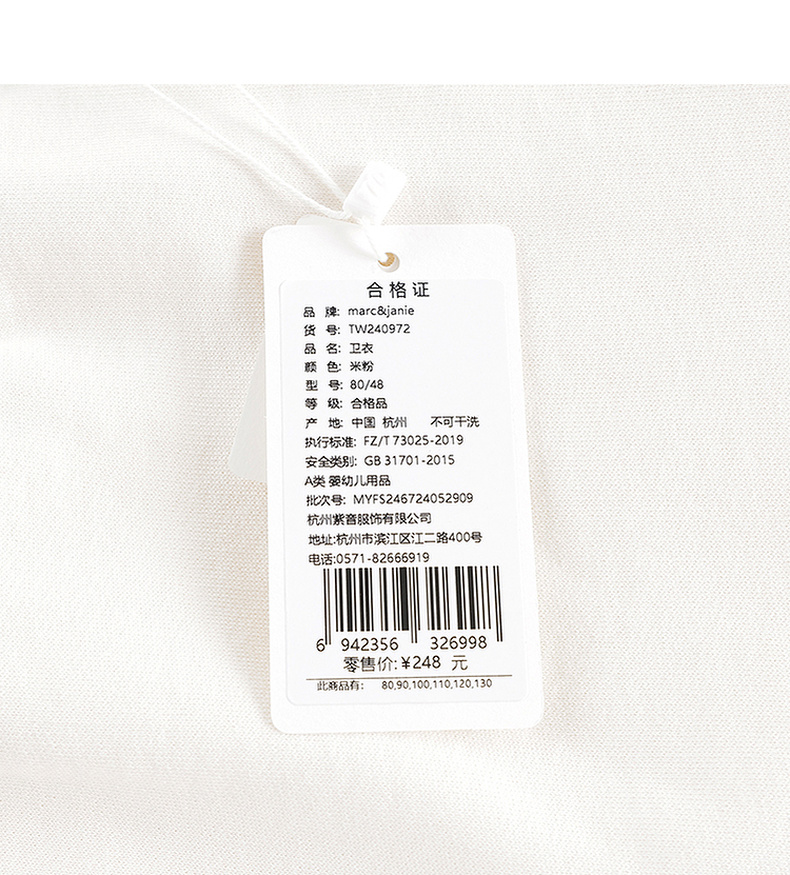 合格证
品 牌: marc&janie
货 号: TW240972
品 名: 卫衣
颜 色: 米粉
型 号: 80/48
等 级: 合格品
产 地: 中国 杭州 不可干洗
执行标准: FZ/T 73025-2019
安全类别: GB 31701-2015
A类 婴幼儿用品
批次号: MYFS246724052909
杭州紫音服饰有限公司
地址:杭州市滨江区江二路400号
电话:0571-82666919
6 942356 326998
零售价:¥248 元
此商品有: 80,90,100,110,120,130